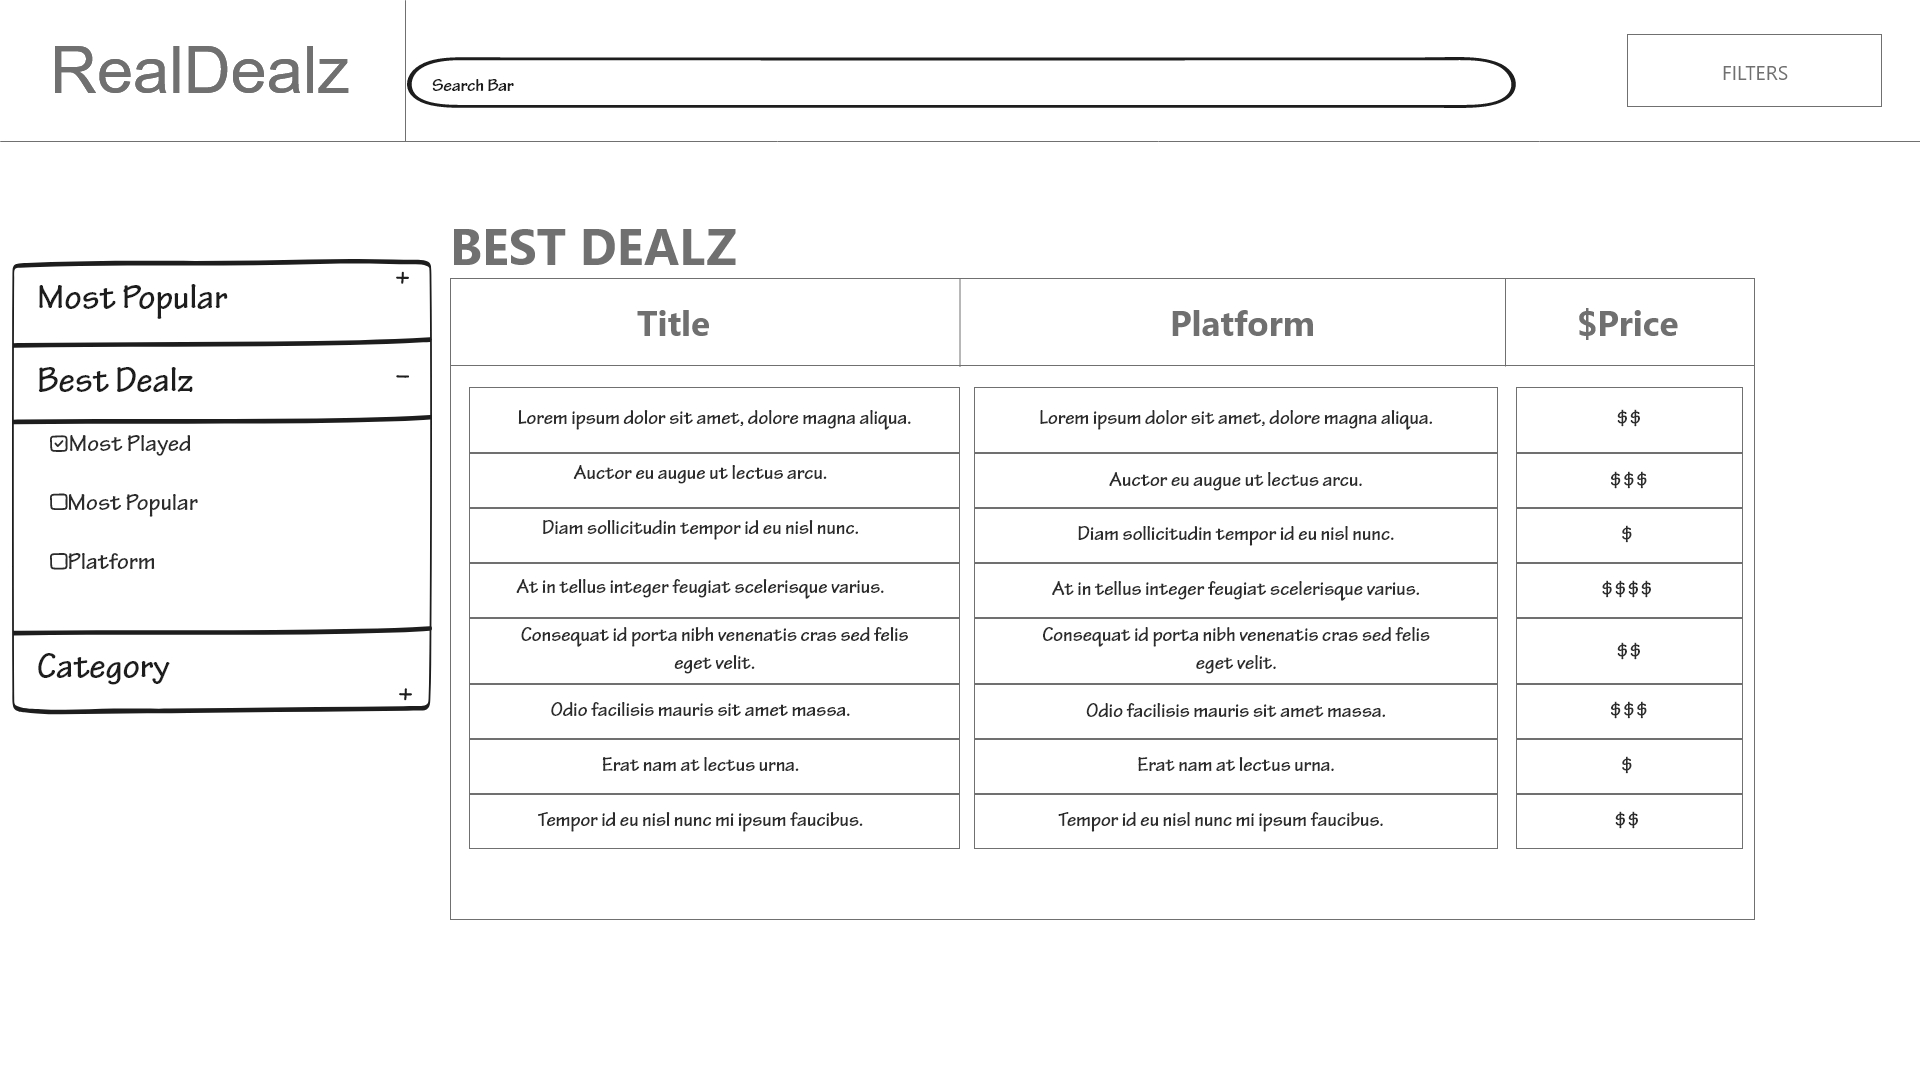 RealDealz
Search Bar
FILTERS
Most Popular
+
Best Dealz
−
Most Played
Most Popular
Platform
Category
+
BEST DEALZ
Title Platform $Price
Lorem ipsum dolor sit amet, dolore magna aliqua. Lorem ipsum dolor sit amet, dolore magna aliqua. $$
Auctor eu augue ut lectus arcu. Auctor eu augue ut lectus arcu. $$$
Diam sollicitudin tempor id eu nisl nunc. Diam sollicitudin tempor id eu nisl nunc. $
At in tellus integer feugiat scelerisque varius. At in tellus integer feugiat scelerisque varius. $$$$
Consequat id porta nibh venenatis cras sed felis
eget velit.
Consequat id porta nibh venenatis cras sed felis
eget velit.
$$
Odio facilisis mauris sit amet massa. Odio facilisis mauris sit amet massa. $$$
Erat nam at lectus urna. Erat nam at lectus urna. $
Tempor id eu nisl nunc mi ipsum faucibus. Tempor id eu nisl nunc mi ipsum faucibus. $$